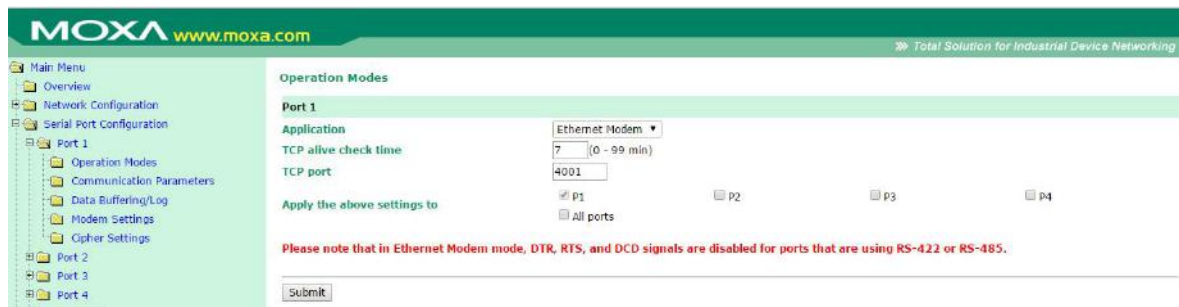 MOXA www.moxa.com
Total Solution for Industrial Device Networking
Main Menu
Overview
Network Configuration
Serial Port Configuration
Port 1
Operation Modes
Communication Parameters
Data Buffering/Log
Modem Settings
Cipher Settings
Port 2
Port 3
Port 4
Operation Modes
Port 1
Application Ethernet Modem
TCP alive check time 7 (0 - 99 min)
TCP port 4001
Apply the above settings to P1 P2 P3 P4
All ports
Please note that in Ethernet Modem mode, DTR, RTS, and DCD signals are disabled for ports that are using RS-422 or RS-485.
Submit